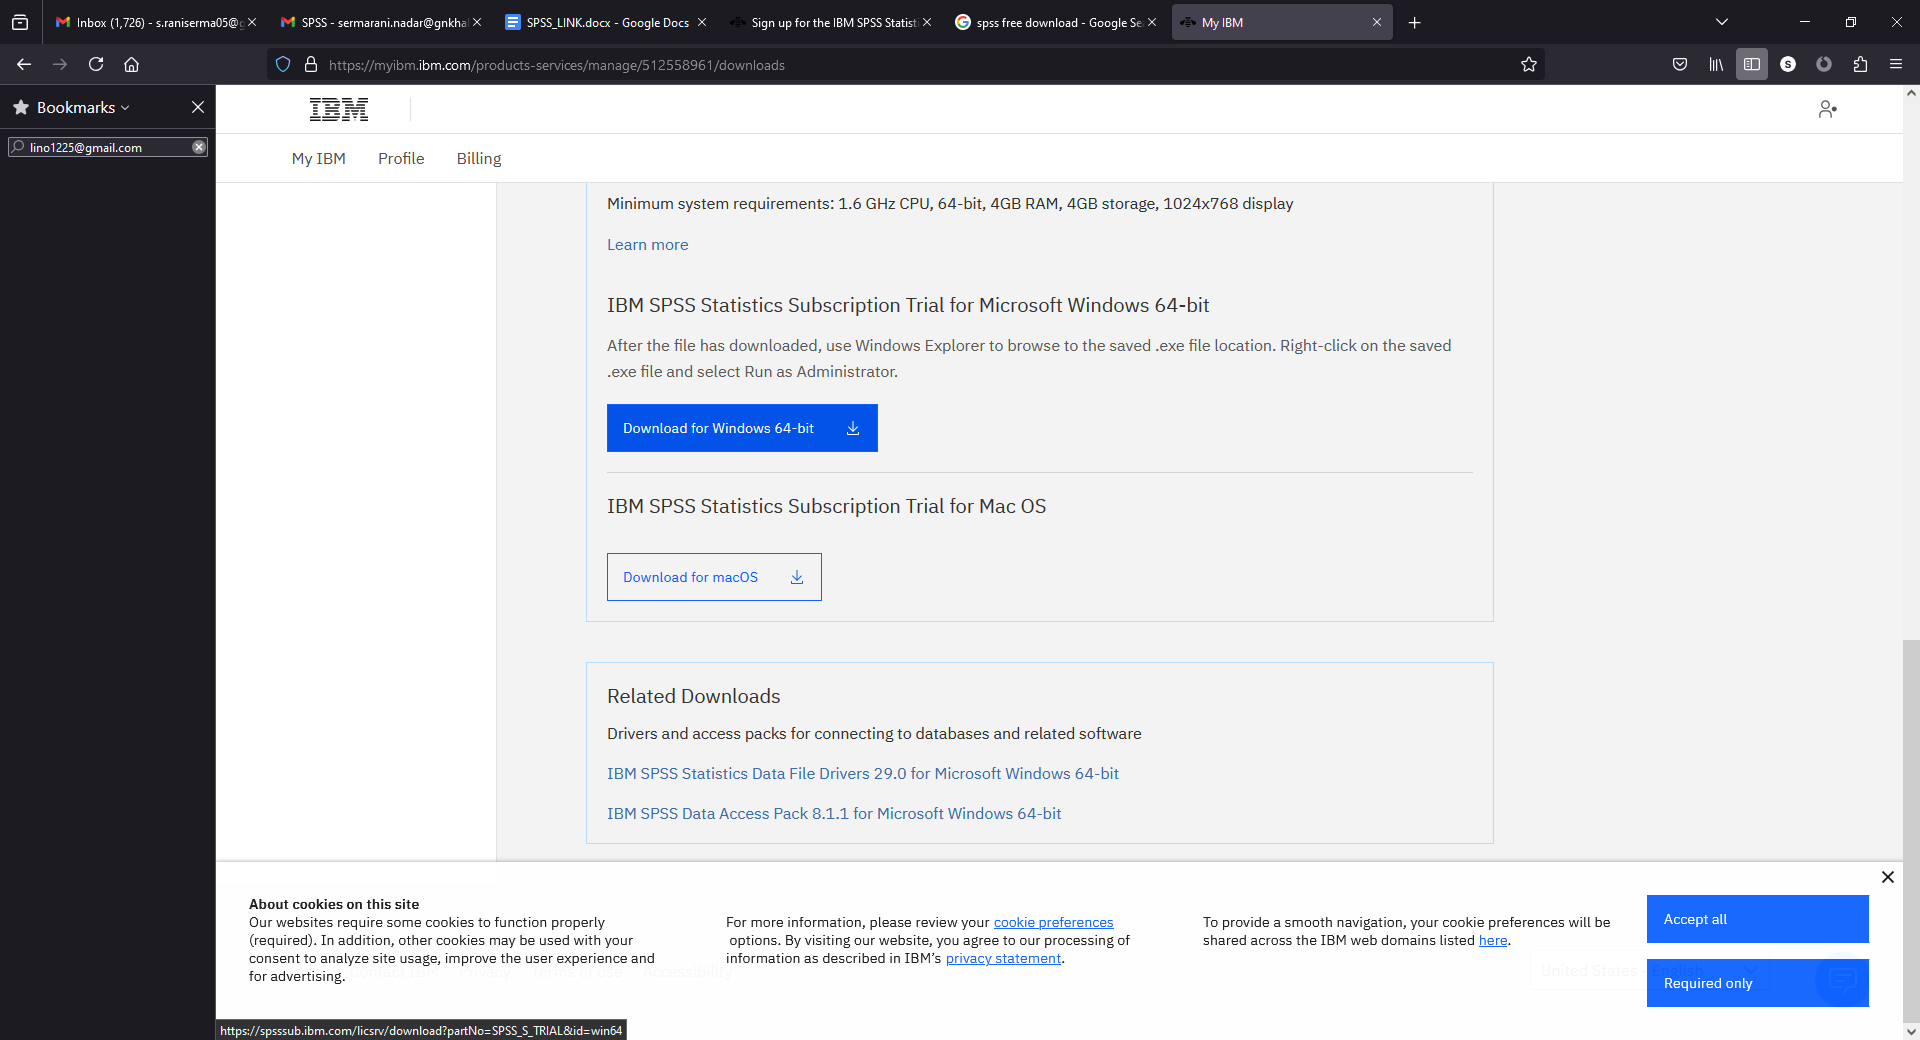 Inbox (1,726) - s.raniserma05@g
SPSS - sermarani.nadar@gnkhal
SPSS_LINK.docx - Google Docs
Sign up for the IBM SPSS Statisti
spss free download - Google Se
My IBM
https://myibm.ibm.com/products-services/manage/512558961/downloads
Bookmarks
lino1225@gmail.com
IBM
My IBM
Profile
Billing
Minimum system requirements: 1.6 GHz CPU, 64-bit, 4GB RAM, 4GB storage, 1024x768 display
Learn more
IBM SPSS Statistics Subscription Trial for Microsoft Windows 64-bit
After the file has downloaded, use Windows Explorer to browse to the saved .exe file location. Right-click on the saved
.exe file and select Run as Administrator.
Download for Windows 64-bit
IBM SPSS Statistics Subscription Trial for Mac OS
Download for macOS
Related Downloads
Drivers and access packs for connecting to databases and related software
IBM SPSS Statistics Data File Drivers 29.0 for Microsoft Windows 64-bit
IBM SPSS Data Access Pack 8.1.1 for Microsoft Windows 64-bit
About cookies on this site
Our websites require some cookies to function properly
(required). In addition, other cookies may be used with your
consent to analyze site usage, improve the user experience and
for advertising.
For more information, please review your cookie preferences
options. By visiting our website, you agree to our processing of
information as described in IBM's privacy statement.
To provide a smooth navigation, your cookie preferences will be
shared across the IBM web domains listed here.
Accept all
Required only
Contact IBM Privacy Terms of use Accessibility
United States - English
https://spsssub.ibm.com/licsrv/download?partNo=SPSS_S_TRIAL&id=win64